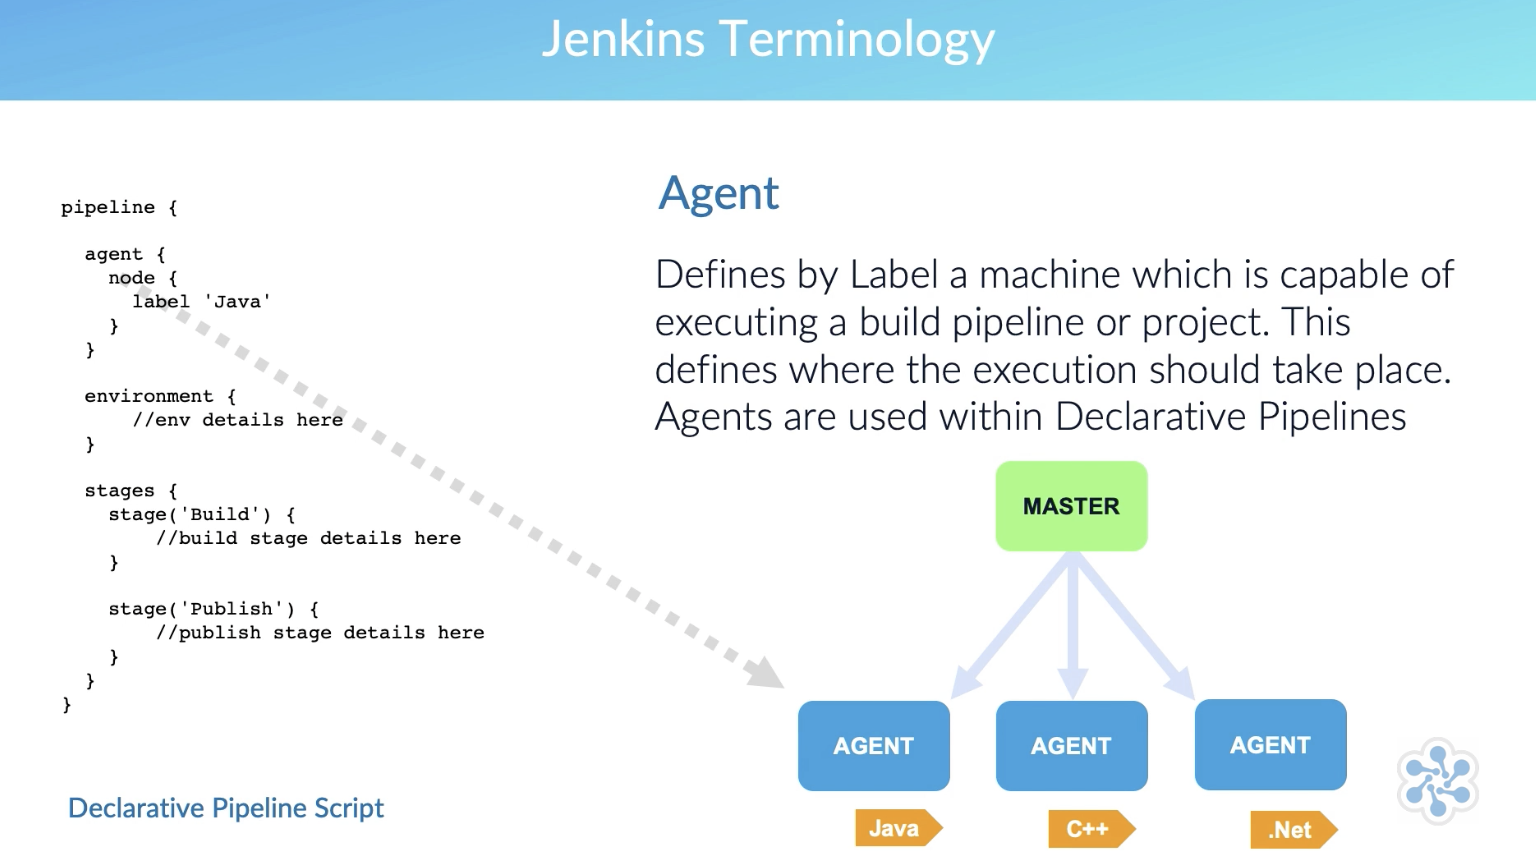 Jenkins Terminology
pipeline {
agent {
node {
label 'Java'
}
}
environment {
//env details here
}
stages {
stage('Build') {
//build stage details here
}
stage('Publish') {
//publish stage details here
}
}
}
Declarative Pipeline Script
Agent
Defines by Label a machine which is capable of
executing a build pipeline or project. This
defines where the execution should take place.
Agents are used within Declarative Pipelines
MASTER
AGENT
AGENT
AGENT
Java
C++
.Net